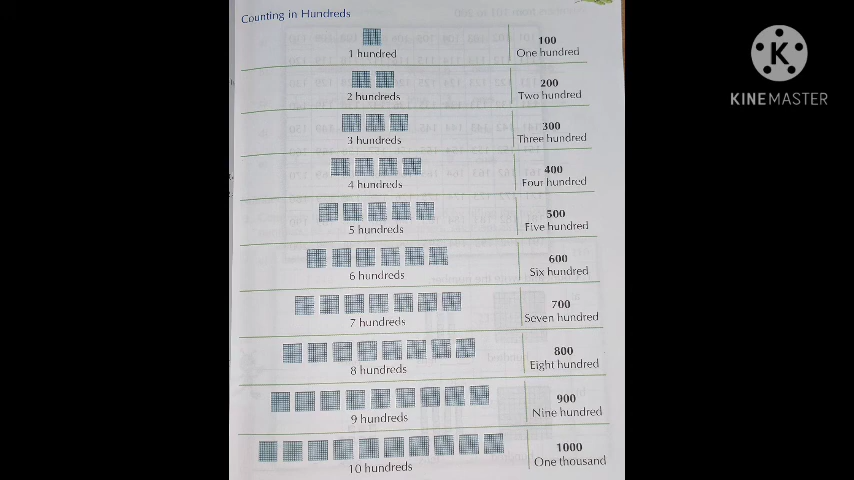 Counting in Hundreds
1 hundred
100
One hundred
2 hundreds
200
Two hundred
3 hundreds
300
Three hundred
4 hundreds
400
Four hundred
5 hundreds
500
Five hundred
6 hundreds
600
Six hundred
7 hundreds
700
Seven hundred
8 hundreds
800
Eight hundred
9 hundreds
900
Nine hundred
10 hundreds
1000
One thousand
K
KINEMASTER